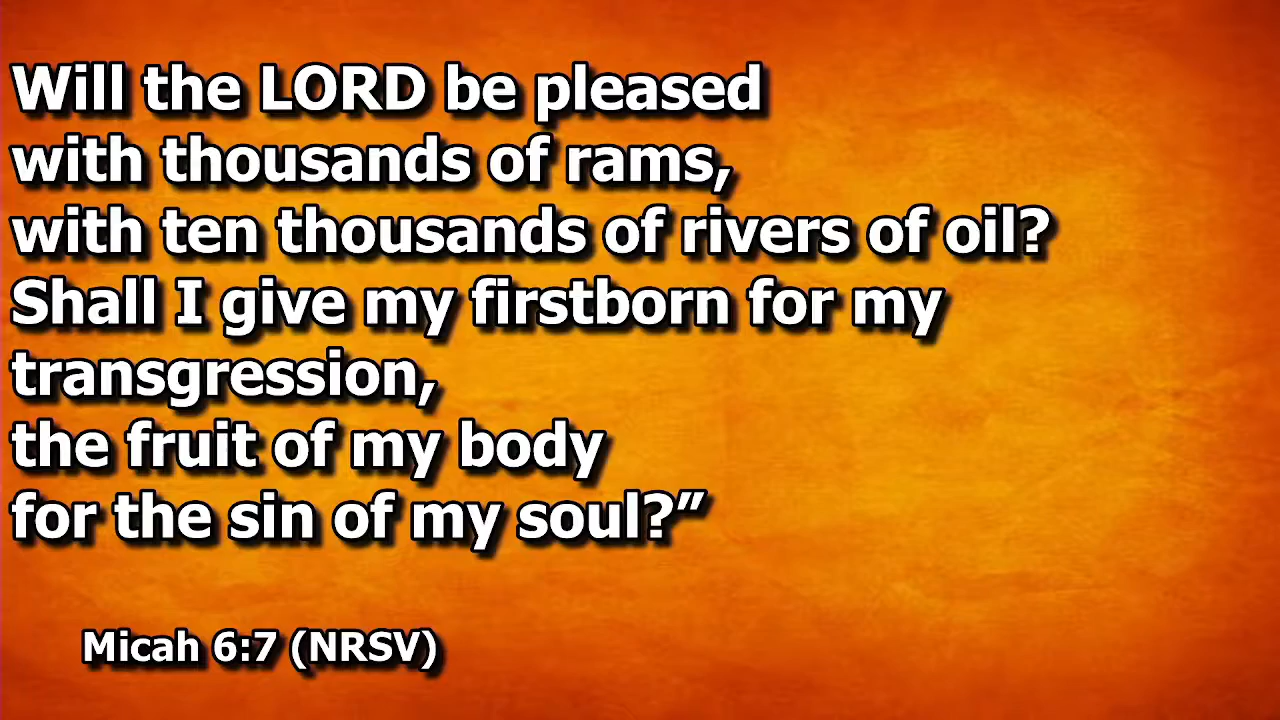 Will the LORD be pleased
with thousands of rams,
with ten thousands of rivers of oil?
Shall I give my firstborn for my
transgression,
the fruit of my body
for the sin of my soul?”
Micah 6:7 (NRSV)